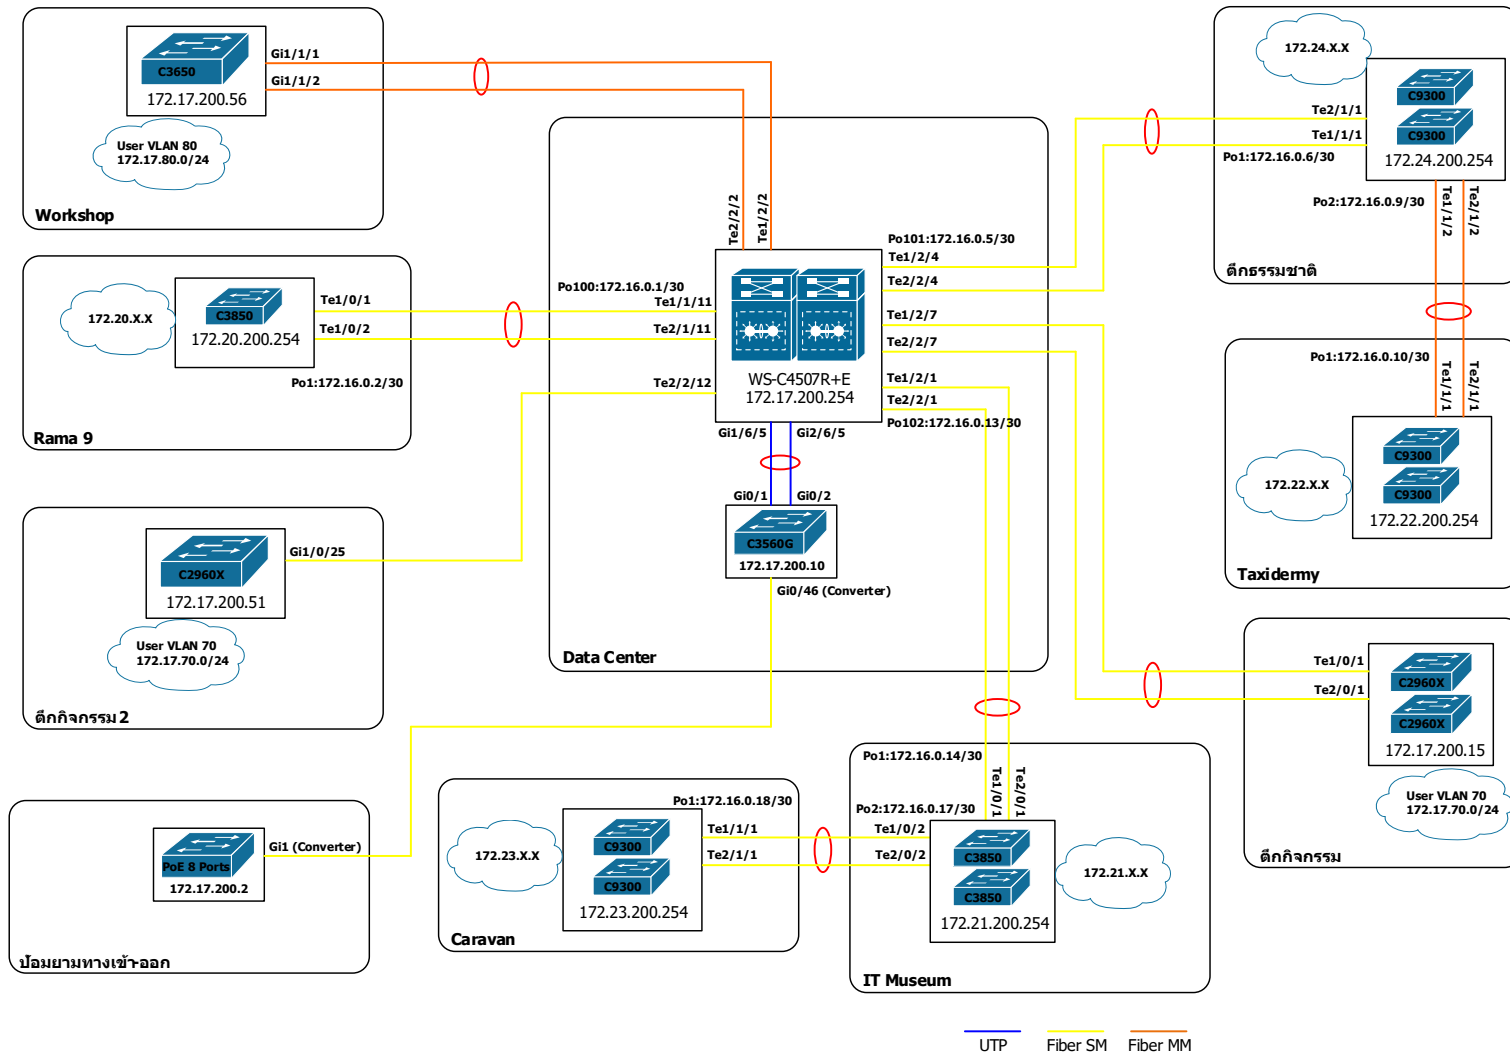 C3650
172.17.200.56
Gi1/1/1
Gi1/1/2
User VLAN 80
172.17.80.0/24
Workshop
172.20.X.X
C3850
172.20.200.254
Te1/0/1
Te1/0/2
Po1:172.16.0.2/30
Rama 9
C2960X
172.17.200.51
Gi1/0/25
User VLAN 70
172.17.70.0/24
ตึกกิจกรรม 2
PoE 8 Ports
172.17.200.2
Gi1 (Converter)
ป้อมยามทางเข้า-ออก
Te2/2/2
Te1/2/2
Po100:172.16.0.1/30
Te1/1/11
Te2/1/11
Te2/2/12
Po101:172.16.0.5/30
Te1/2/4
Te2/2/4
Te1/2/7
Te2/2/7
Te1/2/1
Te2/2/1
Po102:172.16.0.13/30
WS-C4507R+E
172.17.200.254
Gi1/6/5
Gi2/6/5
Gi0/1
Gi0/2
C3560G
172.17.200.10
Gi0/46 (Converter)
Data Center
172.24.X.X
C9300
C9300
172.24.200.254
Te2/1/1
Te1/1/1
Po1:172.16.0.6/30
Po2:172.16.0.9/30
Te1/1/2
Te2/1/2
ตึกธรรมชาติ
Po1:172.16.0.10/30
Te1/1/1
Te2/1/1
172.22.X.X
C9300
C9300
172.22.200.254
Taxidermy
Te1/0/1
Te2/0/1
C2960X
C2960X
172.17.200.15
User VLAN 70
172.17.70.0/24
ตึกกิจกรรม
Po1:172.16.0.18/30
172.23.X.X
C9300
C9300
172.23.200.254
Te1/1/1
Te2/1/1
Caravan
Po1:172.16.0.14/30
Te1/0/1
Te2/0/1
Po2:172.16.0.17/30
Te1/0/2
Te2/0/2
C3850
C3850
172.21.200.254
172.21.X.X
IT Museum
UTP
Fiber SM
Fiber MM